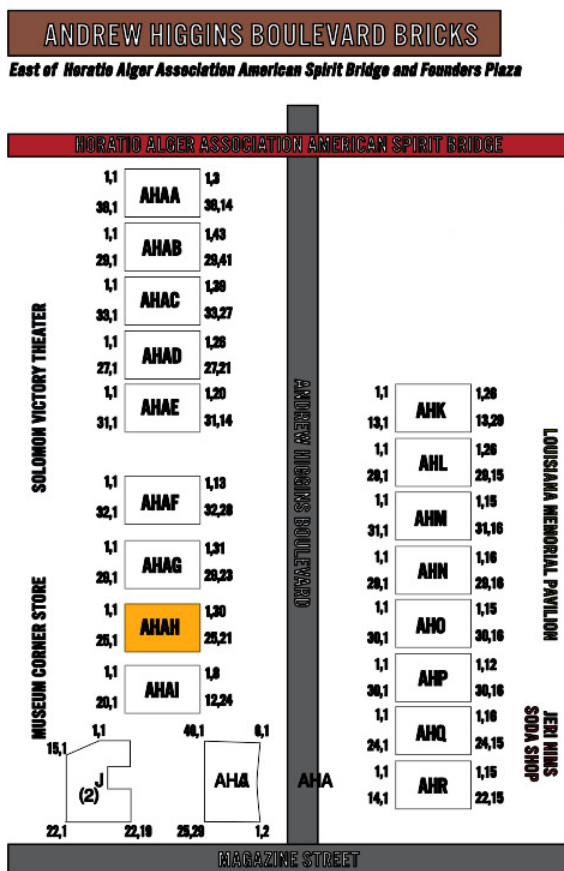 ANDREW HIGGINS BOULEVARD BRICKS
East of Horatio Alger Association American Spirit Bridge and Founders Plaza
HORATIO ALGER ASSOCIATION AMERICAN SPIRIT BRIDGE
1,1 1,3
AHAA
38,1 38,14
1,1 1,43
AHAB
29,1 29,41
1,1 1,39
AHAC
33,1 33,27
1,1 1,26
AHAD
27,1 27,21
1,1 1,20
AHAE
31,1 31,14
SOLOMON VICTORY THEATER
1,1 1,13
AHAF
32,1 32,28
1,1 1,31
AHAG
29,1 29,23
1,1 1,30
AHAH
25,1 25,21
1,1 1,8
AHAI
20,1 12,24
MUSEUM CORNER STORE
1,1
15,1
J
(2)
22,1 22,19
40,1 6,1
AHA
25,29 1,2
AHA
ANDREW HIGGINS BOULEVARD
1,1 1,26
AHK
13,1 13,29
1,1 1,26
AHL
29,1 29,15
1,1 1,15
AHM
31,1 31,16
1,1 1,16
AHN
29,1 29,16
1,1 1,15
AHO
30,1 30,16
1,1 1,12
AHP
30,1 30,16
1,1 1,16
AHQ
24,1 24,15
1,1 1,15
AHR
14,1 22,15
LOUISIANA MEMORIAL PAVILION
JERI NIMS
SODA SHOP
MAGAZINE STREET